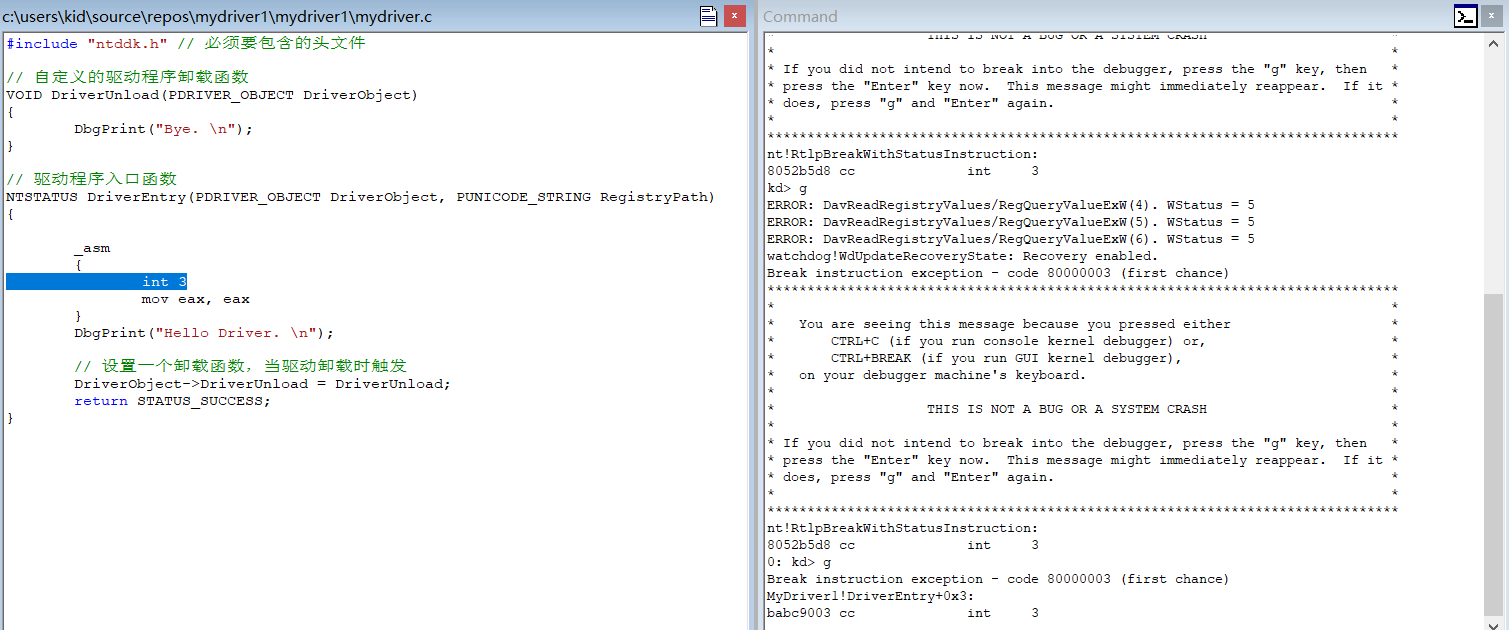 c:\users\kid\source\repos\mydriver1\mydriver1\mydriver.c
#include "ntddk.h" // 必须要包含的头文件
// 自定义的驱动程序卸载函数
VOID DriverUnload(PDRIVER_OBJECT DriverObject)
{
DbgPrint("Bye. \n");
}
// 驱动程序入口函数
NTSTATUS DriverEntry(PDRIVER_OBJECT DriverObject, PUNICODE_STRING RegistryPath)
{
_asm
{
int 3
mov eax, eax
}
DbgPrint("Hello Driver. \n");
// 设置一个卸载函数，当驱动卸载时触发
DriverObject->DriverUnload = DriverUnload;
return STATUS_SUCCESS;
}
Command
* THIS IS NOT A BUG OR A SYSTEM CRASH *
* *
* If you did not intend to break into the debugger, press the "g" key, then *
* press the "Enter" key now. This message might immediately reappear. If it *
* does, press "g" and "Enter" again. *
* *
*******************************************************************************
nt!RtlpBreakWithStatusInstruction:
8052b5d8 cc int 3
kd> g
ERROR: DavReadRegistryValues/RegQueryValueExW(4). WStatus = 5
ERROR: DavReadRegistryValues/RegQueryValueExW(5). WStatus = 5
ERROR: DavReadRegistryValues/RegQueryValueExW(6). WStatus = 5
watchdog!WdUpdateRecoveryState: Recovery enabled.
Break instruction exception - code 80000003 (first chance)
*******************************************************************************
* *
* You are seeing this message because you pressed either *
* CTRL+C (if you run console kernel debugger) or, *
* CTRL+BREAK (if you run GUI kernel debugger), *
* on your debugger machine's keyboard. *
* *
* THIS IS NOT A BUG OR A SYSTEM CRASH *
* *
* If you did not intend to break into the debugger, press the "g" key, then *
* press the "Enter" key now. This message might immediately reappear. If it *
* does, press "g" and "Enter" again. *
* *
*******************************************************************************
nt!RtlpBreakWithStatusInstruction:
8052b5d8 cc int 3
0: kd> g
Break instruction exception - code 80000003 (first chance)
MyDriver1!DriverEntry+0x3:
babc9003 cc int 3